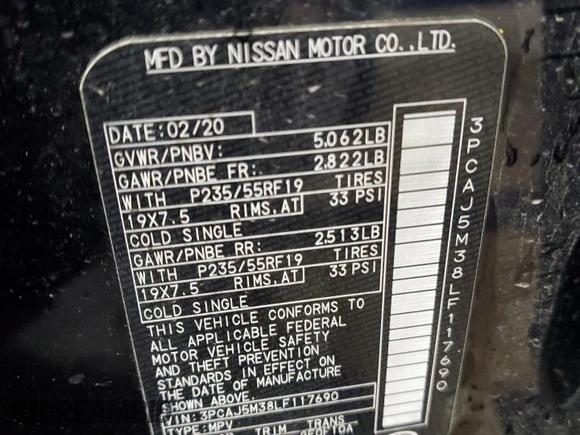 MFD BY NISSAN MOTOR CO.,LTD.
DATE:02/20
GVWR/PNBV: 5,062LB
GAWR/PNBE FR: 2,822LB
WITH P235/55RF19 TIRES
19X7.5 RIMS,AT 33 PSI
COLD SINGLE
GAWR/PNBE RR: 2,513LB
WITH P235/55RF19 TIRES
19X7.5 RIMS,AT 33 PSI
COLD SINGLE
THIS VEHICLE CONFORMS TO
ALL APPLICABLE FEDERAL
MOTOR VEHICLE SAFETY
AND THEFT PREVENTION
STANDARDS IN EFFECT ON
THE DATE OF MANUFACTURE
SHOWN ABOVE.
VIN:3PCAJ5M38LF117690
TYPE:MPV
TRIM TRANS
3PCAJ5M38LF117690